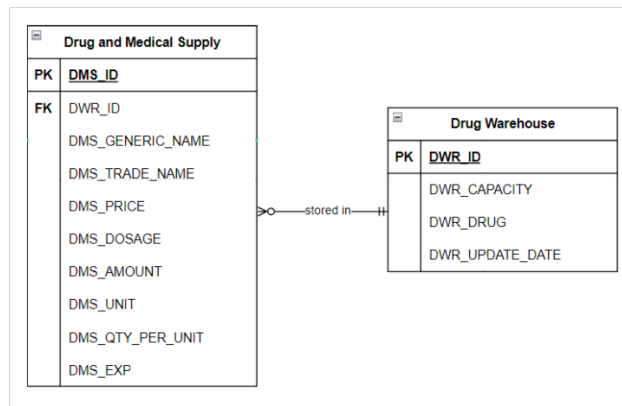 Drug and Medical Supply
PK DMS_ID
FK DWR_ID
DMS_GENERIC_NAME
DMS_TRADE_NAME
DMS_PRICE
DMS_DOSAGE
DMS_AMOUNT
DMS_UNIT
DMS_QTY_PER_UNIT
DMS_EXP
stored in
Drug Warehouse
PK DWR_ID
DWR_CAPACITY
DWR_DRUG
DWR_UPDATE_DATE